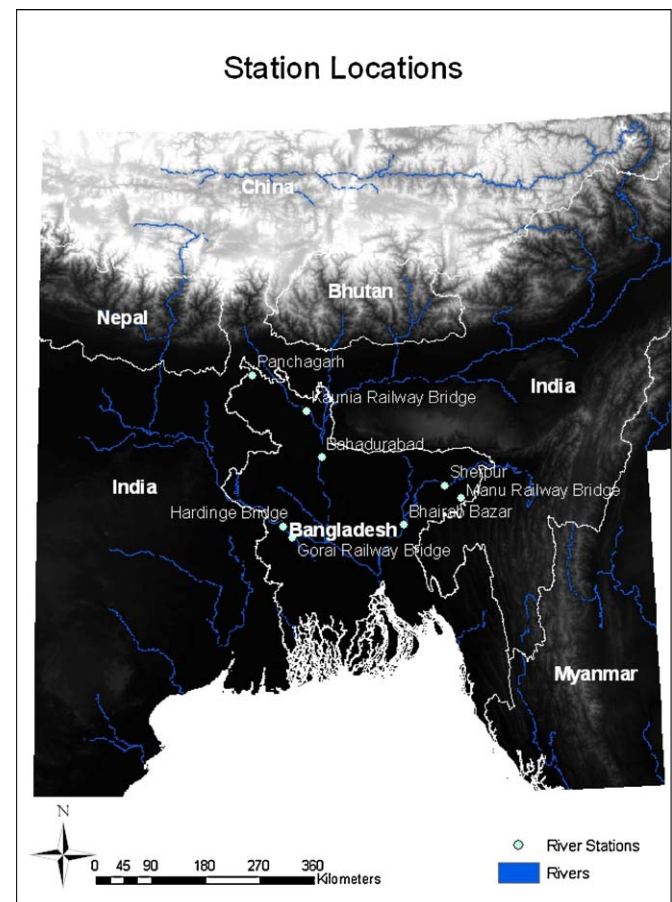 Station Locations
China
Bhutan
Nepal
Panchagarh
India
Kaunia Railway Bridge
Bahadurabad
Sherpur
India
Manu Railway Bridge
Hardinge Bridge
Bhairab Bazar
Bangladesh
Gorai Railway Bridge
Myanmar
N
River Stations
0 45 90 180 270 360
Kilometers
Rivers